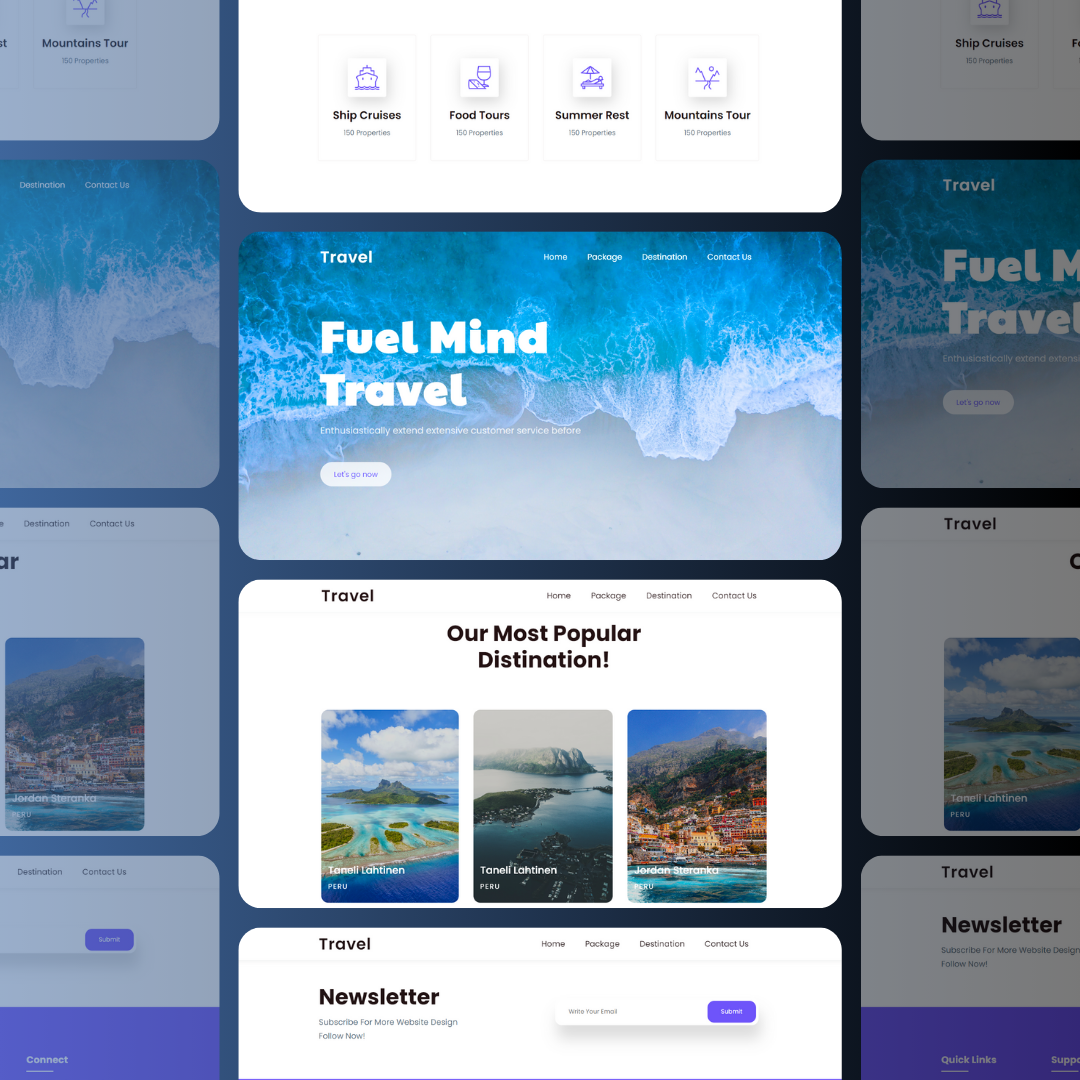 st
Mountains Tour
150 Properties
Destination
Contact Us
e
Destination
Contact Us
ar
Jordan Steranka
PERU
Destination
Contact Us
Submit
Connect
Ship Cruises
150 Properties
Food Tours
150 Properties
Summer Rest
150 Properties
Mountains Tour
150 Properties
Travel
Home
Package
Destination
Contact Us
Fuel Mind
Travel
Enthusiastically extend extensive customer service before
Let's go now
Travel
Home
Package
Destination
Contact Us
Our Most Popular
Distination!
Taneli Lahtinen
PERU
Taneli Lahtinen
PERU
Jordan Steranka
PERU
Travel
Home
Package
Destination
Contact Us
Newsletter
Subscribe For More Website Design
Follow Now!
Write Your Email
Submit
Ship Cruises
150 Properties
Fo
Travel
Fuel M
Travel
Enthusiastically extend extensi
Let's go now
Travel
O
Taneli Lahtinen
PERU
Travel
Newsletter
Subscribe For More Website Design
Follow Now!
Quick Links
Suppo